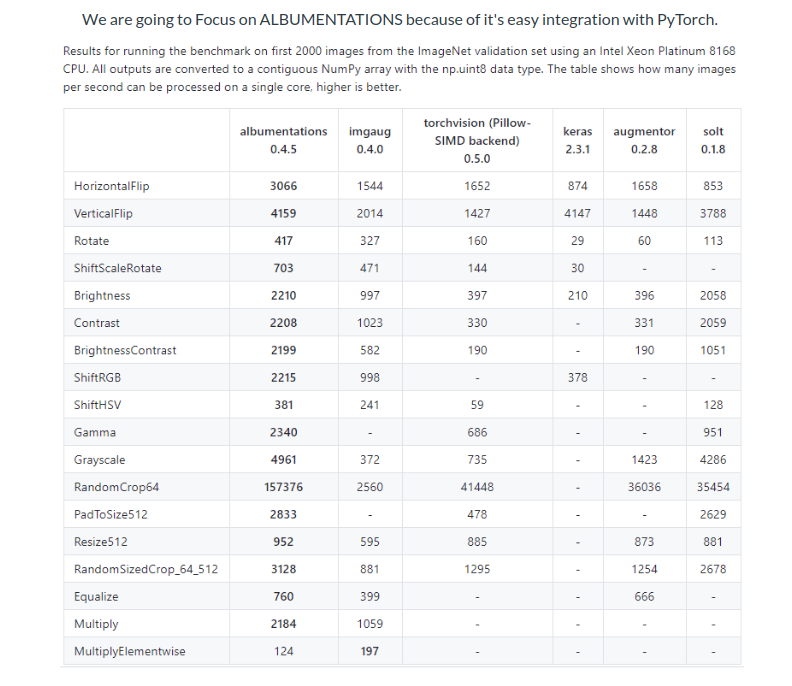 We are going to Focus on ALBUMENTATIONS because of it's easy integration with PyTorch.
Results for running the benchmark on first 2000 images from the ImageNet validation set using an Intel Xeon Platinum 8168
CPU. All outputs are converted to a contiguous NumPy array with the np.uint8 data type. The table shows how many images
per second can be processed on a single core, higher is better.
albumentations 0.4.5 imgaug 0.4.0 torchvision (Pillow-SIMD backend) 0.5.0 keras 2.3.1 augmentor 0.2.8 solt 0.1.8
HorizontalFlip 3066 1544 1652 874 1658 853
VerticalFlip 4159 2014 1427 4147 1448 3788
Rotate 417 327 160 29 60 113
ShiftScaleRotate 703 471 144 30 - -
Brightness 2210 997 397 210 396 2058
Contrast 2208 1023 330 - 331 2059
BrightnessContrast 2199 582 190 - 190 1051
ShiftRGB 2215 998 - 378 - -
ShiftHSV 381 241 59 - - 128
Gamma 2340 - 686 - - 951
Grayscale 4961 372 735 - 1423 4286
RandomCrop64 157376 2560 41448 - 36036 35454
PadToSize512 2833 - 478 - - 2629
Resize512 952 595 885 - 873 881
RandomSizedCrop_64_512 3128 881 1295 - 1254 2678
Equalize 760 399 - - 666 -
Multiply 2184 1059 - - - -
MultiplyElementwise 124 197 - - - -